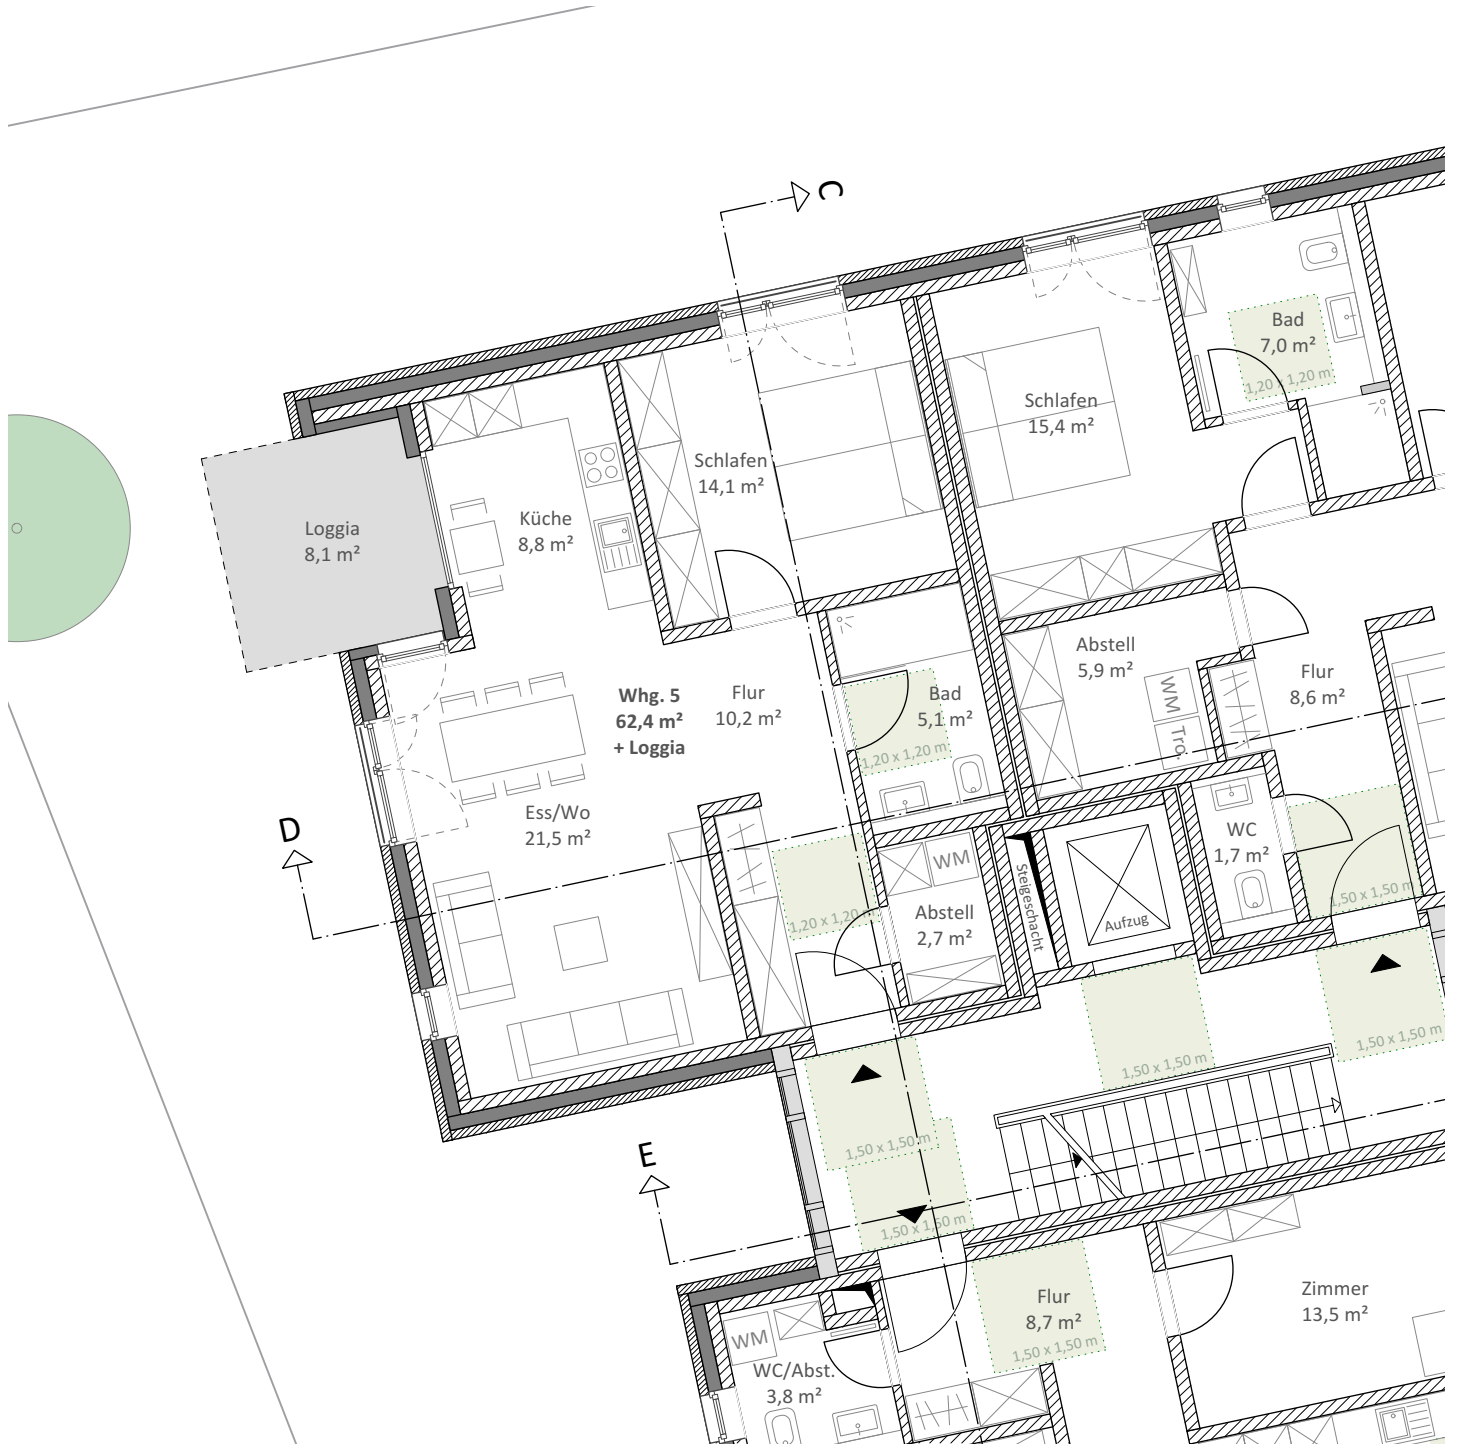 C
Bad
7,0 m²
1,20 x 1,20 m
Schlafen
15,4 m²
Schlafen
14,1 m²
Loggia
8,1 m²
Küche
8,8 m²
Abstell
5,9 m²
WM
Tro.
Flur
8,6 m²
Whg. 5
62,4 m²
+ Loggia
Flur
10,2 m²
Bad
5,1 m²
1,20 x 1,20 m
D
Ess/Wo
21,5 m²
WC
1,7 m²
WM
Steigeschacht
Aufzug
1,50 x 1,50 m
1,20 x 1,20 m
Abstell
2,7 m²
1,50 x 1,50 m
1,50 x 1,50 m
1,50 x 1,50 m
E
1,50 x 1,50 m
Flur
8,7 m²
1,50 x 1,50 m
Zimmer
13,5 m²
WM
WC/Abst.
3,8 m²